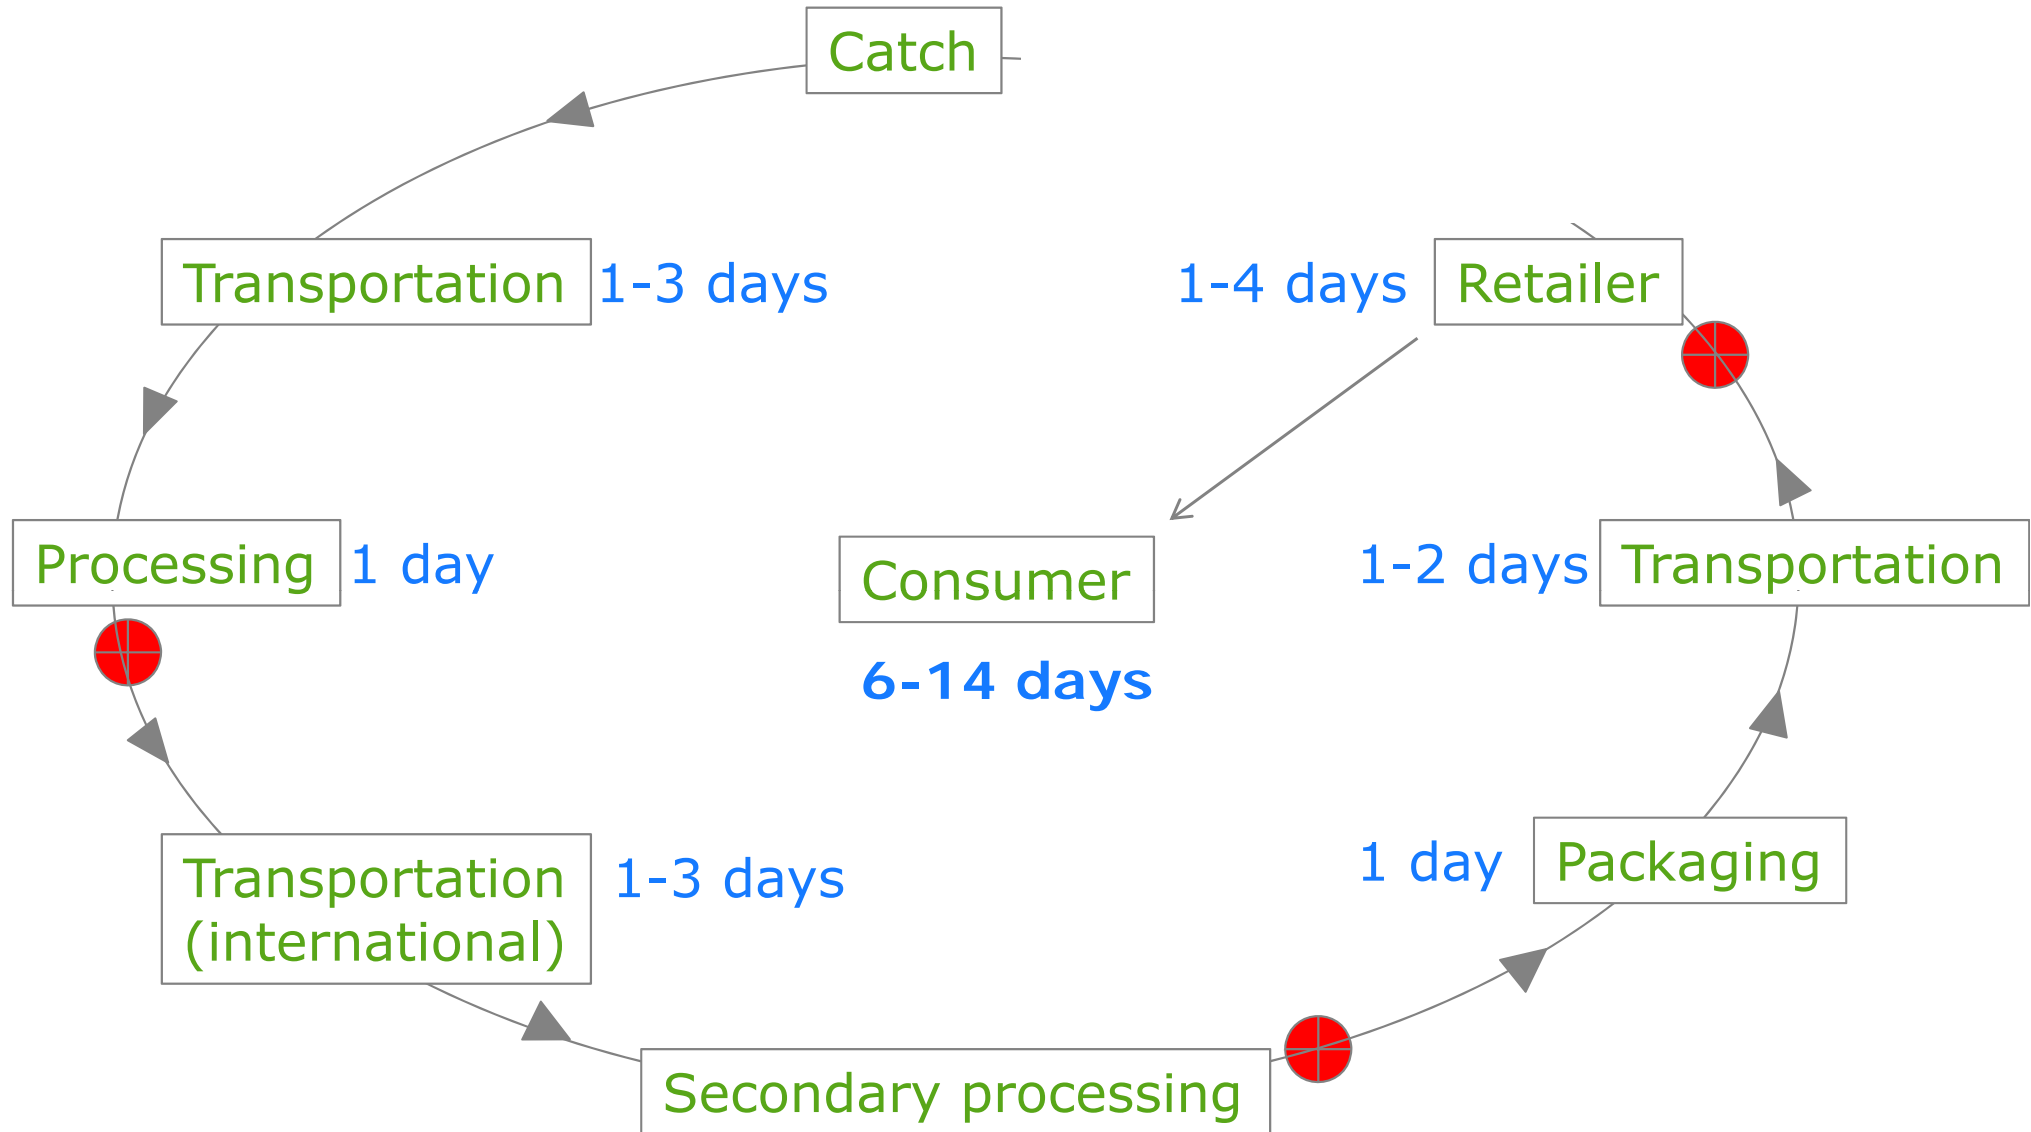 Catch
Transportation 1-3 days
Processing 1 day
Transportation
(international)
1-3 days
Secondary processing
Packaging
1 day
Transportation
1-2 days
Retailer
1-4 days
Consumer
6-14 days